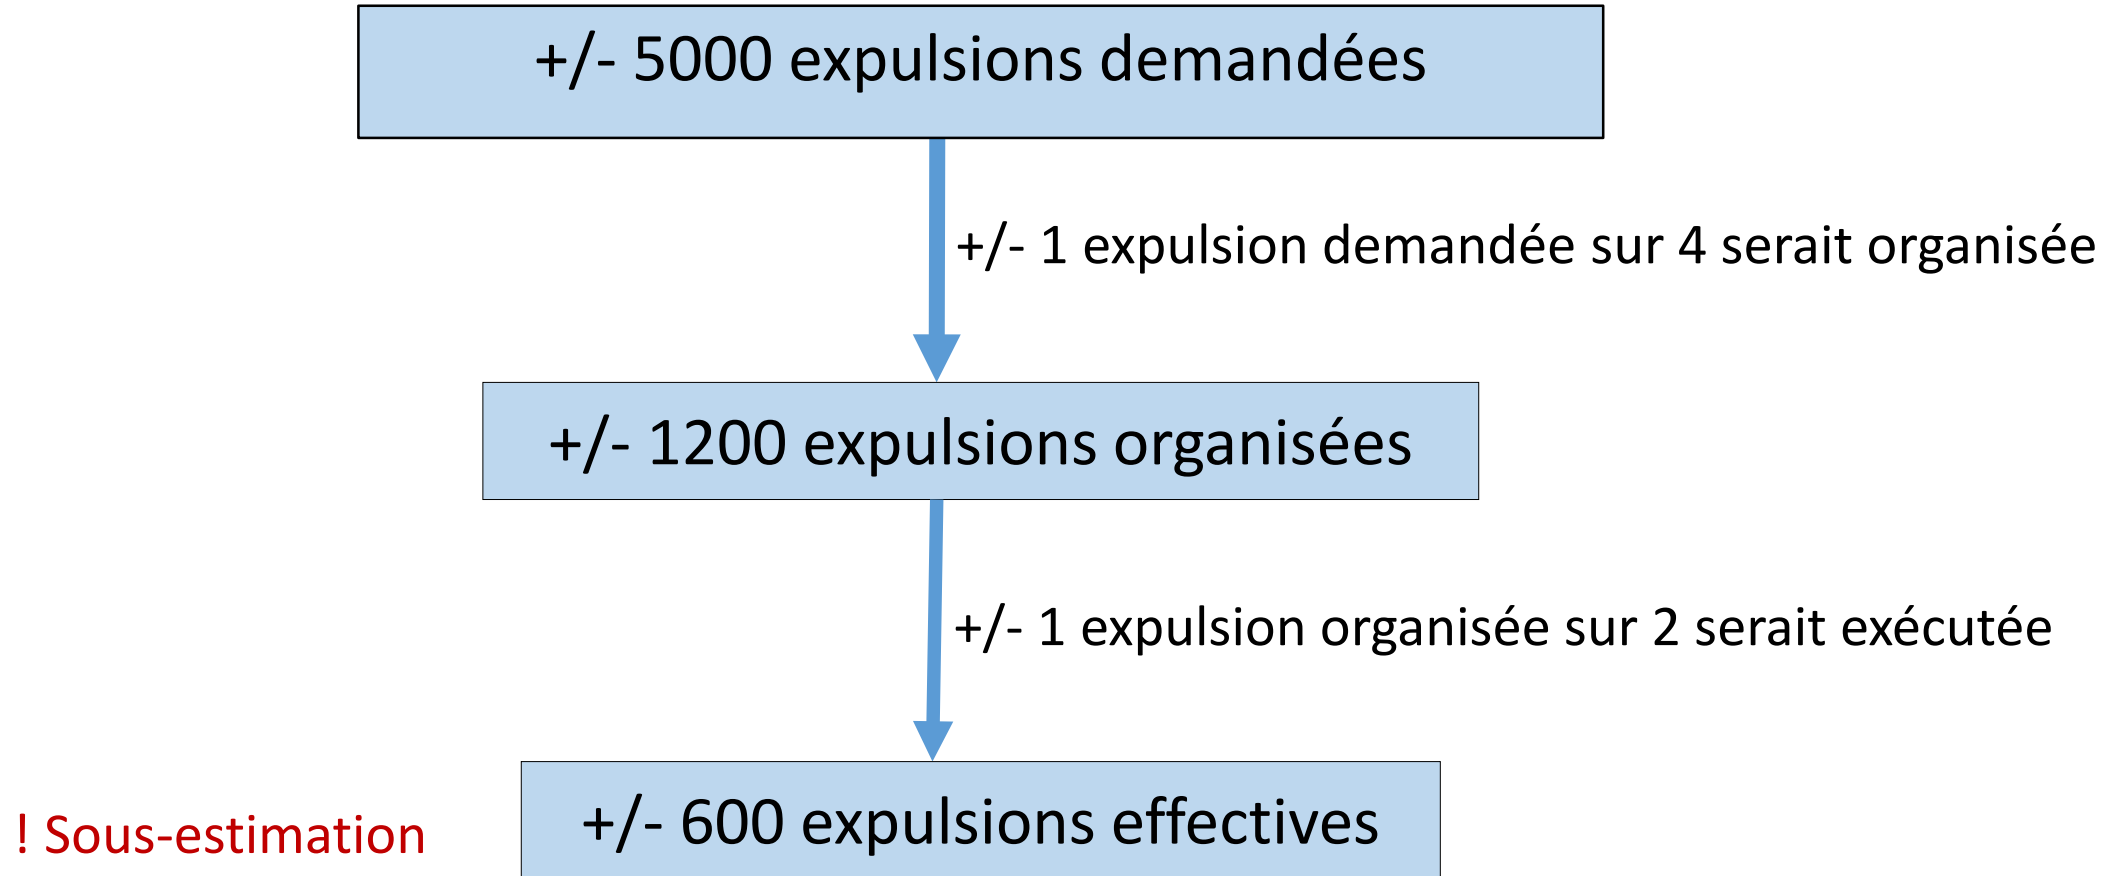 +/- 5000 expulsions demandées
+/- 1 expulsion demandée sur 4 serait organisée
+/- 1200 expulsions organisées
+/- 1 expulsion organisée sur 2 serait exécutée
+/- 600 expulsions effectives
! Sous-estimation